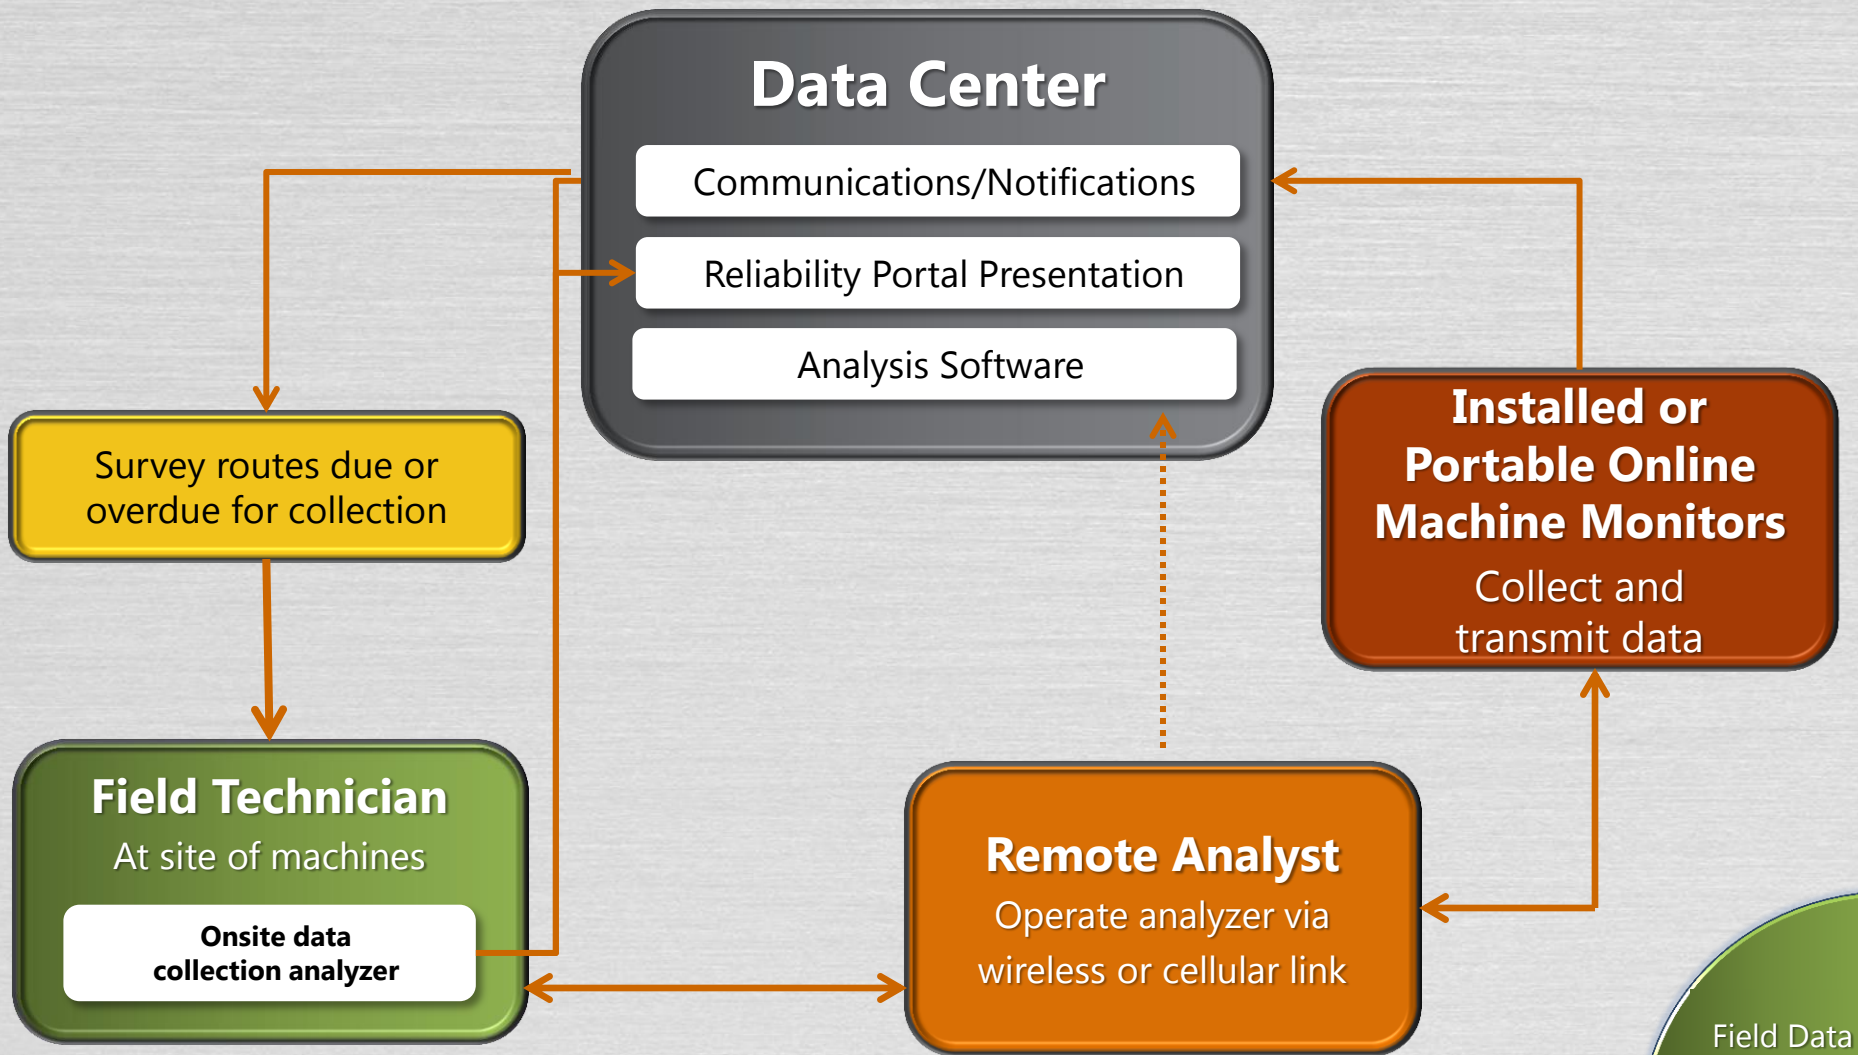 Data Center
Communications/Notifications
Reliability Portal Presentation
Analysis Software
Survey routes due or
overdue for collection
Installed or
Portable Online
Machine Monitors
Collect and
transmit data
Field Technician
At site of machines
Onsite data
collection analyzer
Remote Analyst
Operate analyzer via
wireless or cellular link
Field Data